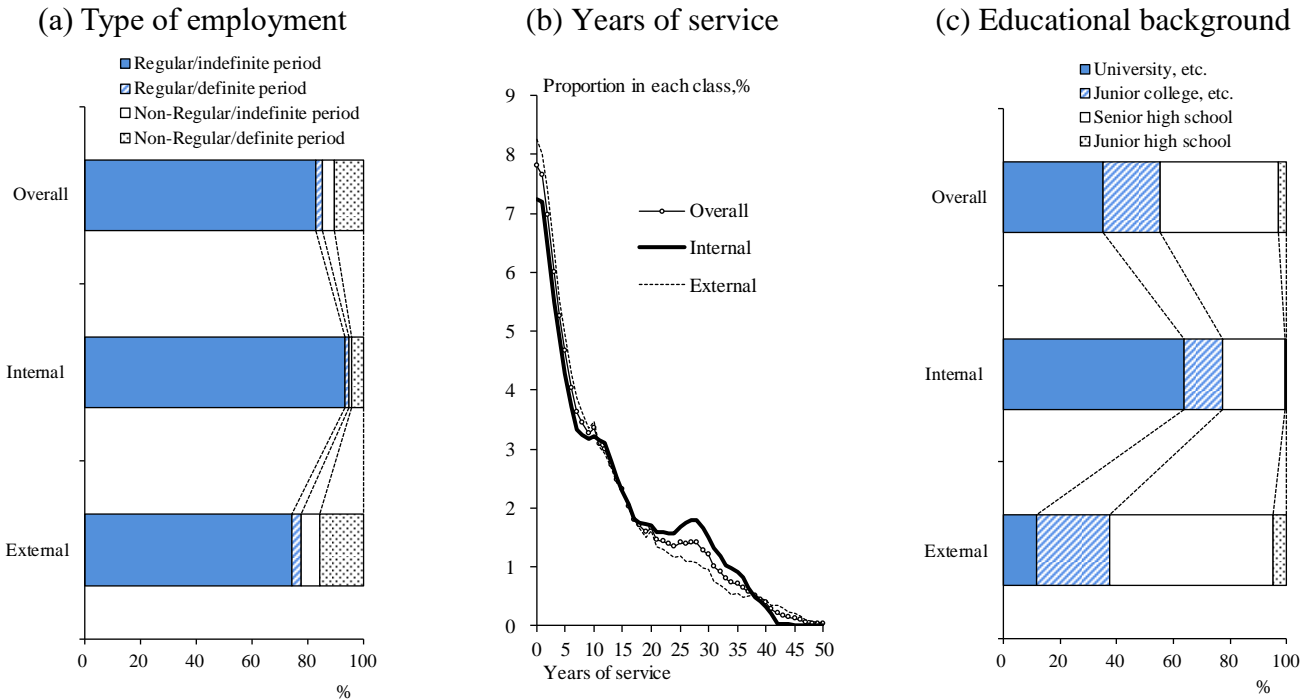 (a) Type of employment
Regular/indefinite period
Regular/definite period
Non-Regular/indefinite period
Non-Regular/definite period
Overall
Internal
External
0 20 40 60 80 100
%
(b) Years of service
Proportion in each class,%
9
8
7
6
5
4
3
2
1
0
Overall
Internal
External
0 5 10 15 20 25 30 35 40 45 50
Years of service
(c) Educational background
University, etc.
Junior college, etc.
Senior high school
Junior high school
Overall
Internal
External
0 20 40 60 80 100
%